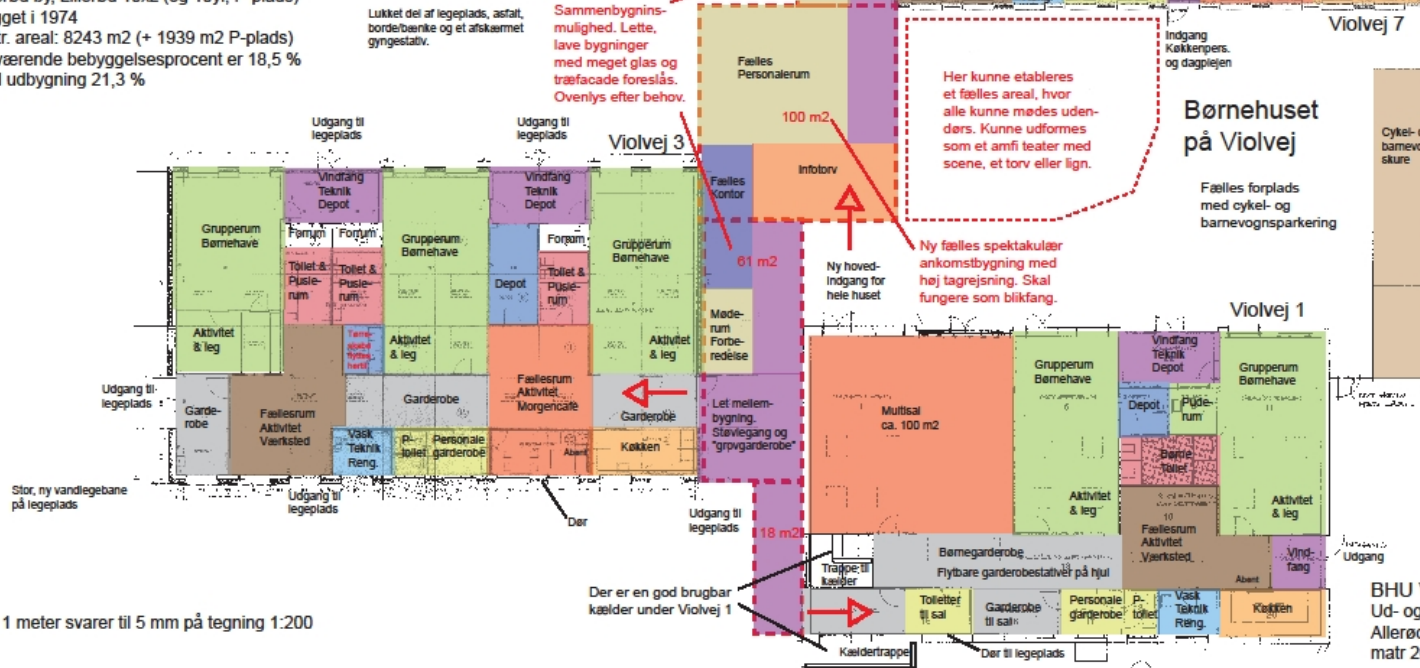 gget i 1974
tr. areal: 8243 m2 (+ 1939 m2 P-plads)
værende bebyggelsesprocent er 18,5 %
l udbygning 21,3 %
Lukket del af legeplads, asfalt,
borde/bænke og et afskærmet
gyngestativ.
Sammenbygnins-
mulighed. Lette,
lave bygninger
med meget glas og
træfacade foreslås.
Ovenlys efter behov.
Fælles
Personalerum
100 m2
Her kunne etableres
et fælles areal, hvor
alle kunne mødes uden-
dørs. Kunne udformes
som et amfi teater med
scene, et torv eller lign.
Indgang
Køkkenpers.
og dagplejen
Violvej 7
Børnehuset
på Violvej
Fælles forplads
med cykel- og
barnevognsparkering
Cykel-
barnevo
skure
Udgang til
legeplads
Udgang til
legeplads
Violvej 3
Grupperum
Børnehave
Vindfang
Teknik
Depot
Forrum
Forrum
Toilet &
Pusle-
rum
Toilet &
Pusle-
rum
Grupperum
Børnehave
Vindfang
Teknik
Depot
Depot
Forrum
Toilet &
Pusle-
rum
Grupperum
Børnehave
Fælles
Kontor
Infotorv
61 m2
Ny hoved-
indgang for
hele huset
Ny fælles spektakulær
ankomstbygning med
høj tagrejsning. Skal
fungere som blikfang.
Møde-
rum
Forbe-
redelse
Aktivitet
& leg
Aktivitet
& leg
Aktivitet
& leg
Udgang til
legeplads
Garde-
robe
Fællesrum
Aktivitet
Værksted
Garderobe
Fællesrum
Aktivitet
Morgencafé
Garderobe
Let mellem-
bygning.
Støvlegang og
"grovgarderobe"
Vask
Teknik
Reng.
P-
toilet
Personale
garderobe
Åbent
Køkken
Stor, ny vandlegebane
på legeplads
Udgang til
legeplads
Dør
Udgang til
legeplads
18 m2
Violvej 1
Multisal
ca. 100 m2
Grupperum
Børnehave
Vindfang
Teknik
Depot
Depot
Pude-
rum
Børne
Toilet
Grupperum
Børnehave
Aktivitet
& leg
Fællesrum
Aktivitet
Værksted
Aktivitet
& leg
Vind-
fang
Udgang
Trappe til
kælder
Børnegarderobe
Flytbare garderobestativer på hjul
Der er en god brugbar
kælder under Violvej 1
Toiletter
til sal
Garderobe
til sal
Personale
garderobe
P-
toilet
Vask
Teknik
Reng.
Åbent
Køkken
Kældertrappe
Dør til legeplads
1 meter svarer til 5 mm på tegning 1:200
BHU
Ud- og
Allerød
matr 2